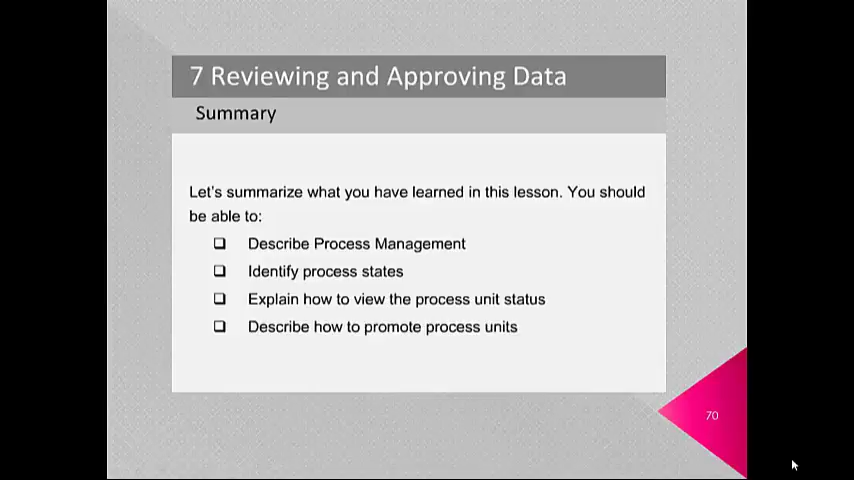 7 Reviewing and Approving Data
Summary
Let's summarize what you have learned in this lesson. You should
be able to:
❑ Describe Process Management
❑ Identify process states
❑ Explain how to view the process unit status
❑ Describe how to promote process units
70